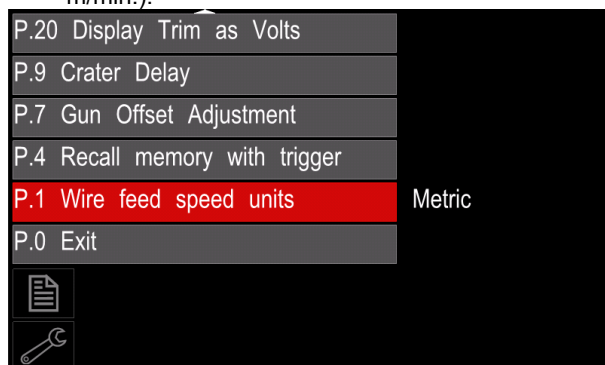 m/min.).
P.20 Display Trim as Volts
P.9 Crater Delay
P.7 Gun Offset Adjustment
P.4 Recall memory with trigger
P.1 Wire feed speed units Metric
P.0 Exit